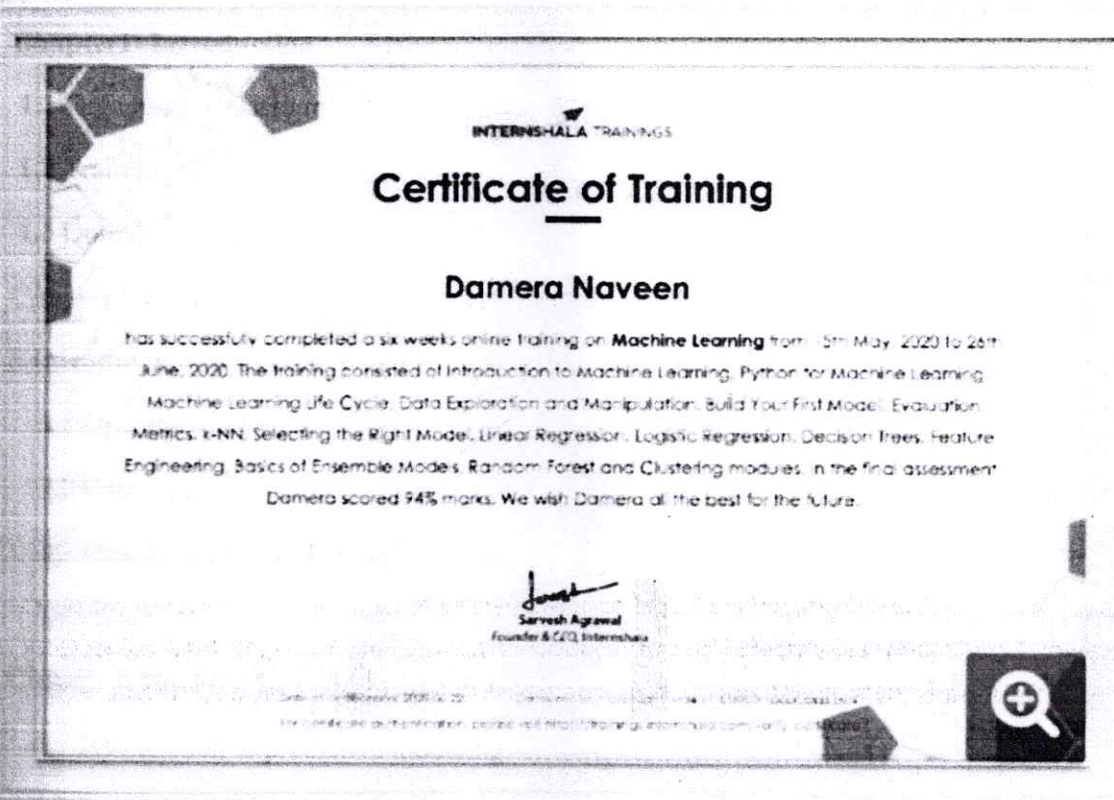 INTERNSHALA TRAININGS
Certificate of Training
Damera Naveen
has successfully completed a six weeks online training on Machine Learning from 15th May, 2020 to 26th
June, 2020. The training consisted of Introduction to Machine Learning, Python for Machine Learning
Machine Learning Life Cycle, Data Exploration and Manipulation, Build Your First Model, Evaluation
Metrics, k-NN, Selecting the Right Model, Linear Regression, Logistic Regression, Decision Trees, Feature
Engineering, Basics of Ensemble Models, Random Forest and Clustering modules. In the final assessment
Damera scored 94% marks. We wish Damera all the best for the future.
Sarvesh Agrawal
Founder & CEO, Internshala
For certificate authentication, please visit